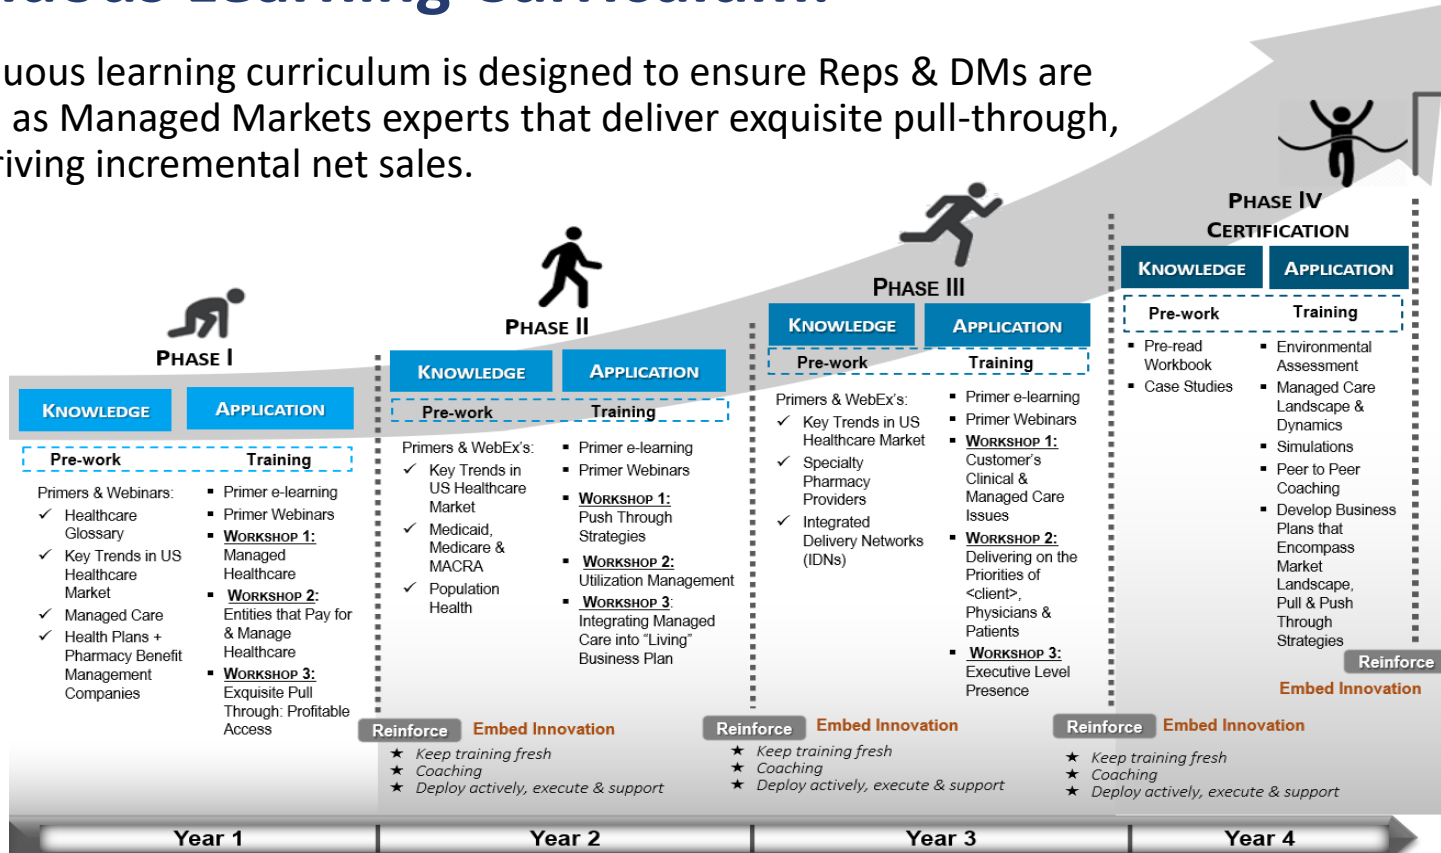 Learning Curriculum
learning curriculum is designed to ensure Reps & DMs are
as Managed Markets experts that deliver exquisite pull-through,
incremental net sales.
PHASE I
KNOWLEDGE
APPLICATION
Pre-work
Training
Primers & Webinars:
✓ Healthcare
Glossary
✓ Key Trends in US
Healthcare
Market
✓ Managed Care
✓ Health Plans +
Pharmacy Benefit
Management
Companies
▪ Primer e-learning
▪ Primer Webinars
▪ WORKSHOP 1:
Managed
Healthcare
▪ WORKSHOP 2:
Entities that Pay for
& Manage
Healthcare
▪ WORKSHOP 3:
Exquisite Pull
Through: Profitable
Access
PHASE II
KNOWLEDGE
APPLICATION
Pre-work
Training
Primers & WebEx's:
✓ Key Trends in
US Healthcare
Market
✓ Medicaid,
Medicare &
MACRA
✓ Population
Health
▪ Primer e-learning
▪ Primer Webinars
▪ WORKSHOP 1:
Push Through
Strategies
▪ WORKSHOP 2:
Utilization Management
▪ WORKSHOP 3:
Integrating Managed
Care into “Living”
Business Plan
Reinforce
Embed Innovation
★ Keep training fresh
★ Coaching
★ Deploy actively, execute & support
PHASE III
KNOWLEDGE
APPLICATION
Pre-work
Training
Primers & WebEx's:
✓ Key Trends in US
Healthcare Market
✓ Specialty
Pharmacy
Providers
✓ Integrated
Delivery Networks
(IDNs)
▪ Primer e-learning
▪ Primer Webinars
▪ WORKSHOP 1:
Customer's
Clinical &
Managed Care
Issues
▪ WORKSHOP 2:
Delivering on the
Priorities of
<client>,
Physicians &
Patients
▪ WORKSHOP 3:
Executive Level
Presence
Reinforce
Embed Innovation
★ Keep training fresh
★ Coaching
★ Deploy actively, execute & support
PHASE IV
CERTIFICATION
KNOWLEDGE
APPLICATION
Pre-work
Training
▪ Pre-read
Workbook
▪ Case Studies
▪ Environmental
Assessment
▪ Managed Care
Landscape &
Dynamics
▪ Simulations
▪ Peer to Peer
Coaching
▪ Develop Business
Plans that
Encompass
Market
Landscape,
Pull & Push
Through
Strategies
Reinforce
Embed Innovation
Reinforce
Embed Innovation
★ Keep training fresh
★ Coaching
★ Deploy actively, execute & support
Year 1
Year 2
Year 3
Year 4